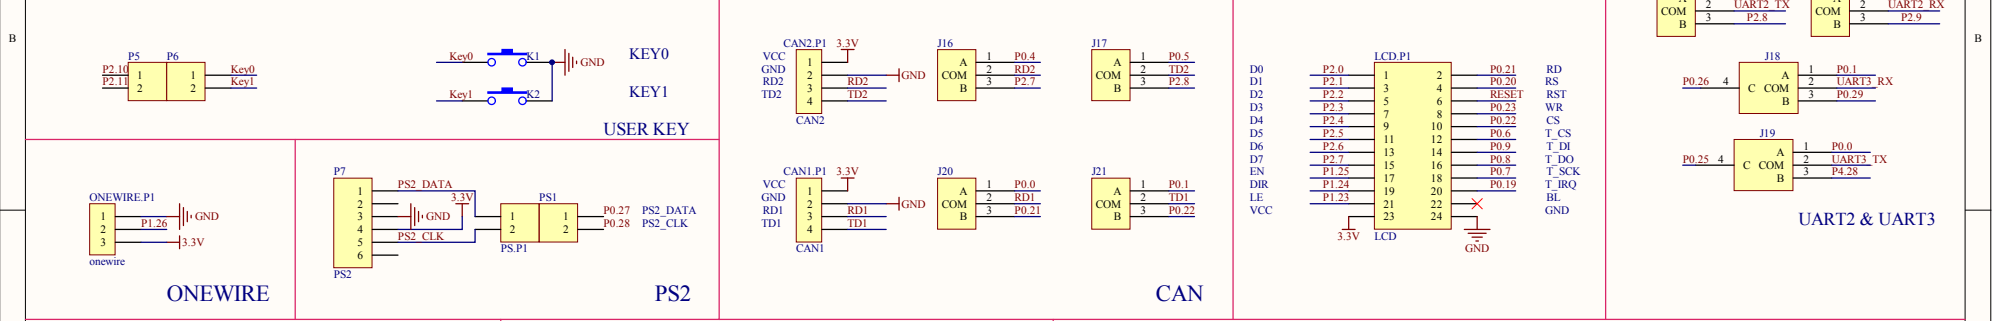 B
P5 P6
P2.10 1 1 Key0
P2.11 2 2 Key1
Key0 K1 GND KEY0
Key1 K2 KEY1
USER KEY
ONEWIRE.P1
1 GND
2 P1.26
3 3.3V
onewire
ONEWIRE
P7
1 PS2_DATA
2 3.3V
3 GND
4
5 PS2_CLK
6
PS2
PS1
1 1 P0.27 PS2_DATA
2 2 P0.28 PS2_CLK
PS.P1
PS2
CAN2.P1 3.3V
VCC 1
GND 2 GND
RD2 3 RD2
TD2 4 TD2
CAN2
J16
A 1 P0.4
COM 2 RD2
B 3 P2.7
J17
A 1 P0.5
COM 2 TD2
B 3 P2.8
CAN1.P1 3.3V
VCC 1
GND 2 GND
RD1 3 RD1
TD1 4 TD1
CAN1
J20
A 1 P0.0
COM 2 RD1
B 3 P0.21
J21
A 1 P0.1
COM 2 TD1
B 3 P0.22
CAN
LCD.P1
D0 P2.0 1 2 P0.21 RD
D1 P2.1 3 4 P0.20 RS
D2 P2.2 5 6 RESET RST
D3 P2.3 7 8 P0.23 WR
D4 P2.4 9 10 P0.22 CS
D5 P2.5 11 12 P0.6 T_CS
D6 P2.6 13 14 P0.9 T_DI
D7 P2.7 15 16 P0.8 T_DO
EN P1.25 17 18 P0.7 T_SCK
DIR P1.24 19 20 P0.19 T_IRQ
LE P1.23 21 22 BL
VCC 23 24 GND
3.3V LCD GND
A
COM 2 UART2_TX
B 3 P2.8
A
COM 2 UART2_RX
B 3 P2.9
J18
A 1 P0.1
P0.26 4 C COM 2 UART3_RX
B 3 P0.29
J19
A 1 P0.0
P0.25 4 C COM 2 UART3_TX
B 3 P4.28
UART2 & UART3
B